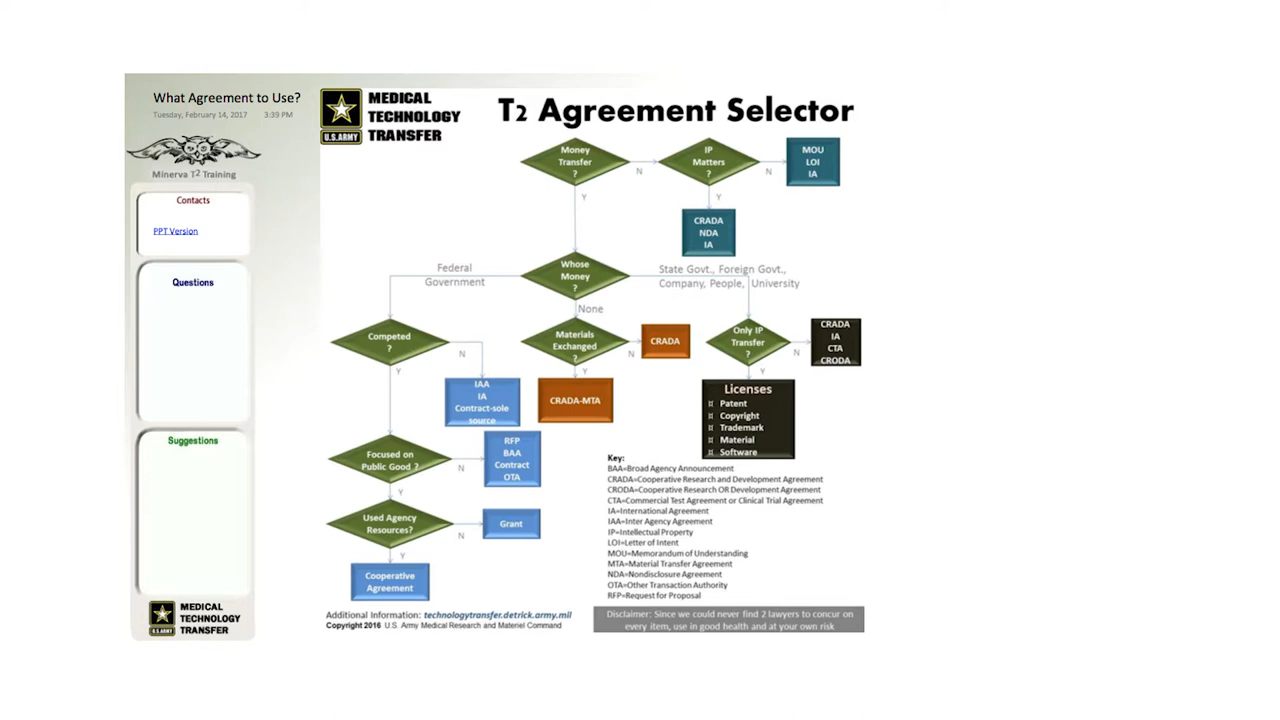 What Agreement to Use?
Tuesday, February 14, 2017 3:39 PM
Minerva T2 Training
Contacts
PPT Version
Questions
Suggestions
MEDICAL
TECHNOLOGY
TRANSFER
U.S.ARMY
MEDICAL
TECHNOLOGY
TRANSFER
U.S.ARMY
T2 Agreement Selector
Money
Transfer
?
N
IP
Matters
?
N
MOU
LOI
IA
Y
Y
CRADA
NDA
IA
Federal
Government
Whose
Money
?
State Govt., Foreign Govt.,
Company, People, University
None
Competed
?
N
Materials
Exchanged
?
N
CRADA
Only IP
Transfer
?
N
CRADA
IA
CTA
CRODA
Y
Y
Y
IAA
IA
Contract-sole
source
CRADA-MTA
Licenses
¤ Patent
¤ Copyright
¤ Trademark
¤ Material
¤ Software
Focused on
Public Good ?
N
RFP
BAA
Contract
OTA
Y
Used Agency
Resources?
N
Grant
Y
Cooperative
Agreement
Key:
BAA=Broad Agency Announcement
CRADA=Cooperative Research and Development Agreement
CRODA=Cooperative Research OR Development Agreement
CTA=Commercial Test Agreement or Clinical Trial Agreement
IA=International Agreement
IAA=Inter Agency Agreement
IP=Intellectual Property
LOI=Letter of Intent
MOU=Memorandum of Understanding
MTA=Material Transfer Agreement
NDA=Nondisclosure Agreement
OTA=Other Transaction Authority
RFP=Request for Proposal
Additional Information: technologytransfer.detrick.army.mil
Copyright 2016 U.S. Army Medical Research and Materiel Command
Disclaimer: Since we could never find 2 lawyers to concur on
every item, use in good health and at your own risk